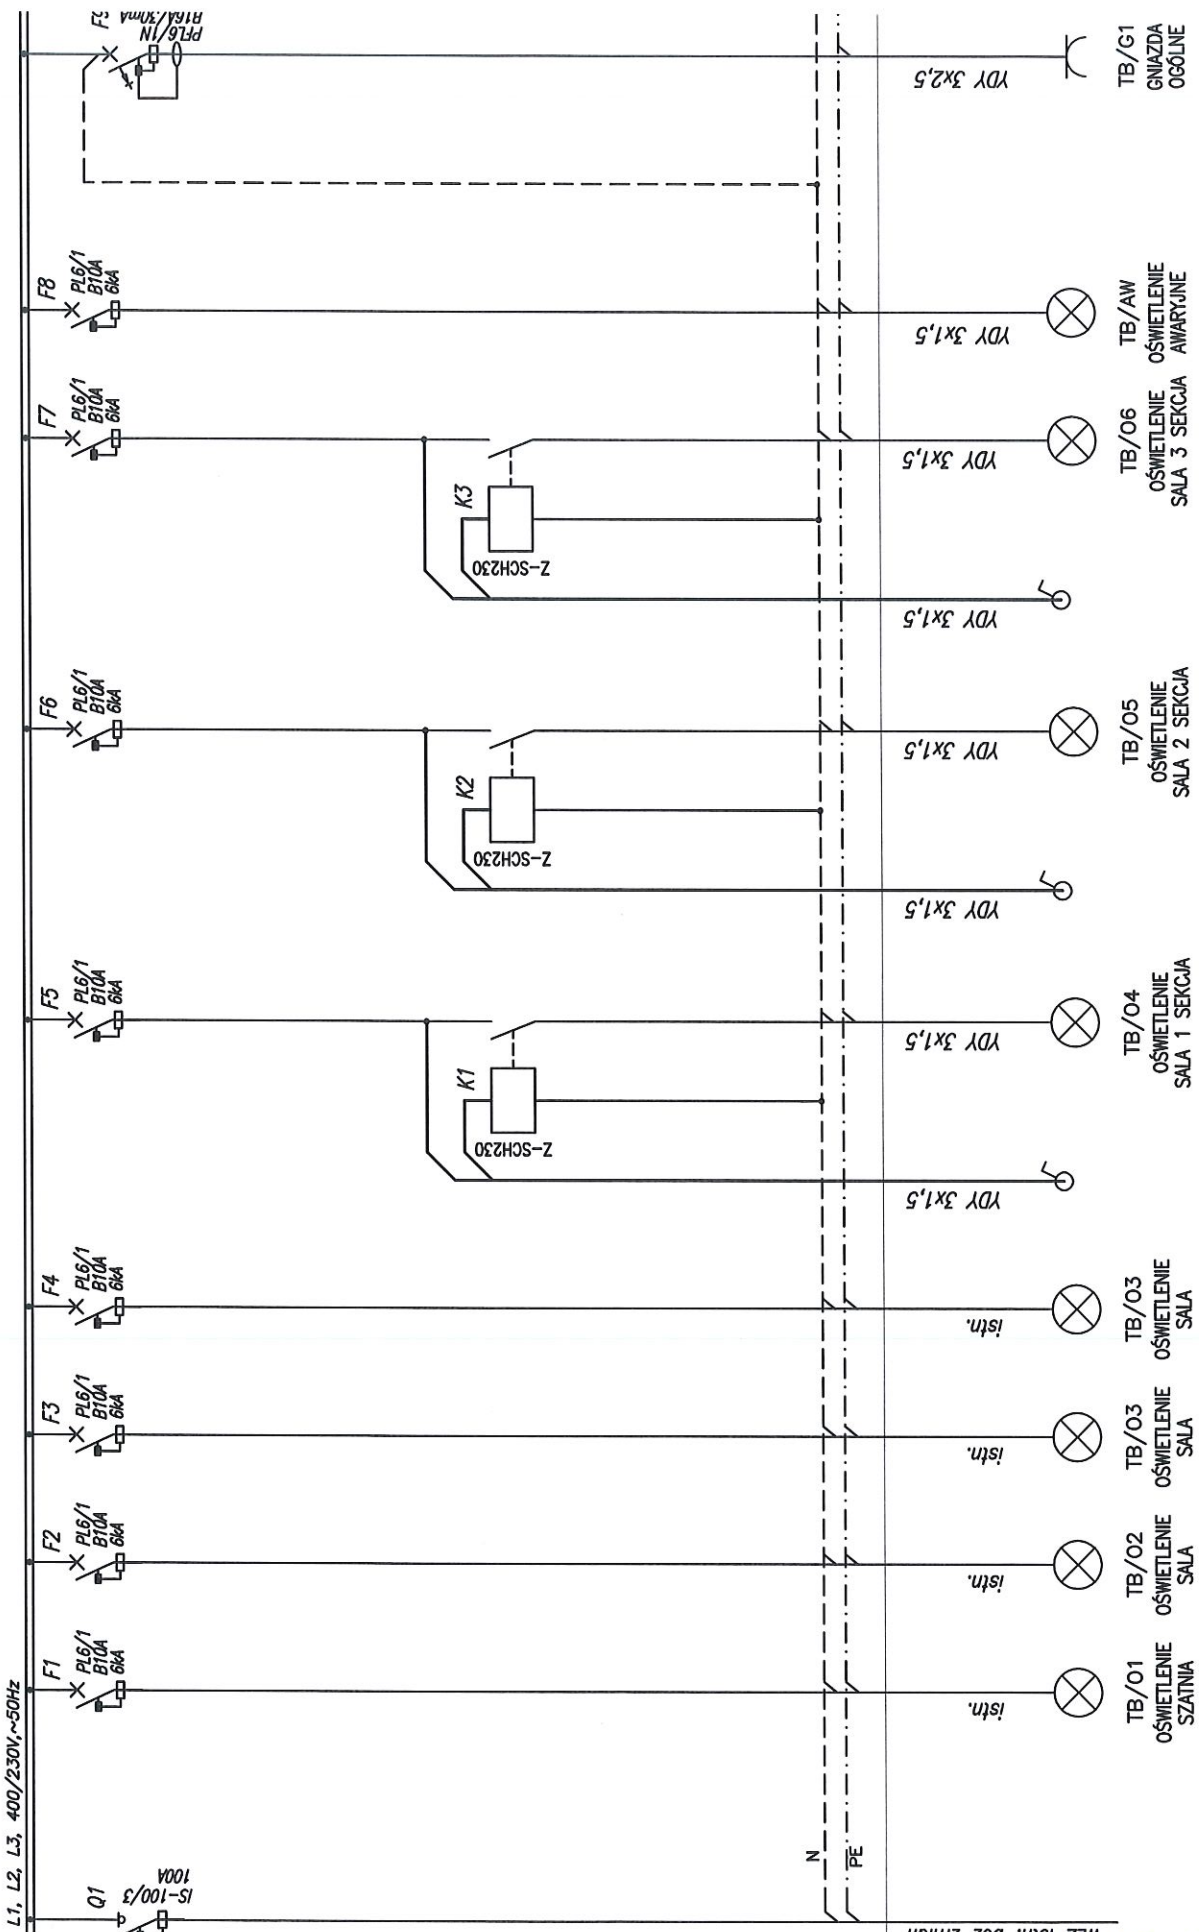 L1, L2, L3, 400/230V,~50Hz
Q1
IS-100/3
100A
F1
PL6/1
B10A
6kA
F2
PL6/1
B10A
6kA
F3
PL6/1
B10A
6kA
F4
PL6/1
B10A
6kA
F5
PL6/1
B10A
6kA
F6
PL6/1
B10A
6kA
F7
PL6/1
B10A
6kA
F8
PL6/1
B10A
6kA
F9
PFL6/1N
B16A/30mA
K1
Z-SCH230
K2
Z-SCH230
K3
Z-SCH230
N
PE
istn.
istn.
istn.
istn.
YDY 3x1,5
YDY 3x1,5
YDY 3x1,5
YDY 3x1,5
YDY 3x1,5
YDY 3x1,5
YDY 3x1,5
YDY 3x2,5
TB/O1
OŚWIETLENIE
SZATNIA
TB/O2
OŚWIETLENIE
SALA
TB/O3
OŚWIETLENIE
SALA
TB/O3
OŚWIETLENIE
SALA
TB/O4
OŚWIETLENIE
SALA 1 SEKCJA
TB/O5
OŚWIETLENIE
SALA 2 SEKCJA
TB/O6
OŚWIETLENIE
SALA 3 SEKCJA
TB/AW
OŚWIETLENIE
AWARYJNE
TB/G1
GNIAZDA
OGÓLNE